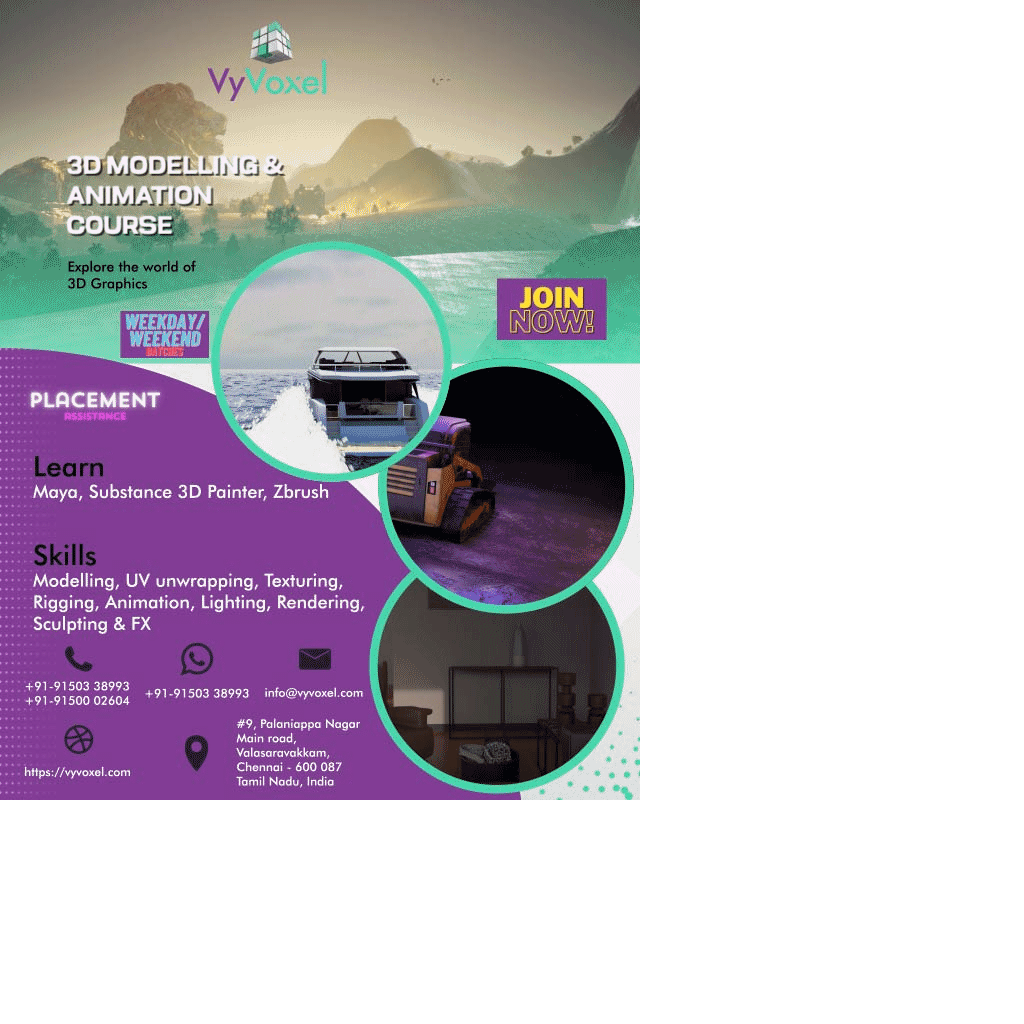 VyVoxel
3D MODELLING &
ANIMATION
COURSE
Explore the world of
3D Graphics
WEEKDAY/
WEEKEND
BATCHES
JOIN
NOW!
PLACEMENT
ASSISTANCE
Learn
Maya, Substance 3D Painter, Zbrush
Skills
Modelling, UV unwrapping, Texturing,
Rigging, Animation, Lighting, Rendering,
Sculpting & FX
+91-91503 38993
+91-91500 02604
+91-91503 38993
info@vyvoxel.com
https://vyvoxel.com
#9, Palaniappa Nagar
Main road,
Valasaravakkam,
Chennai - 600 087
Tamil Nadu, India